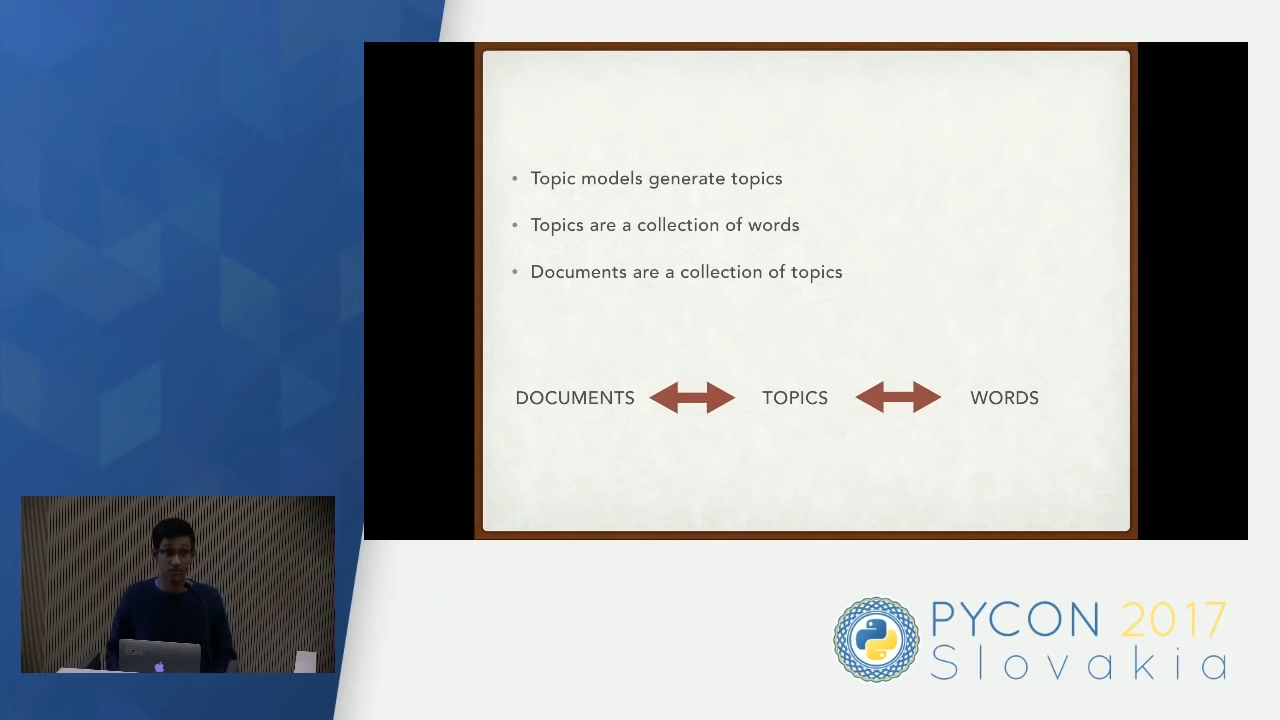 • Topic models generate topics
• Topics are a collection of words
• Documents are a collection of topics
DOCUMENTS TOPICS WORDS
PYCON 2017
Slovakia